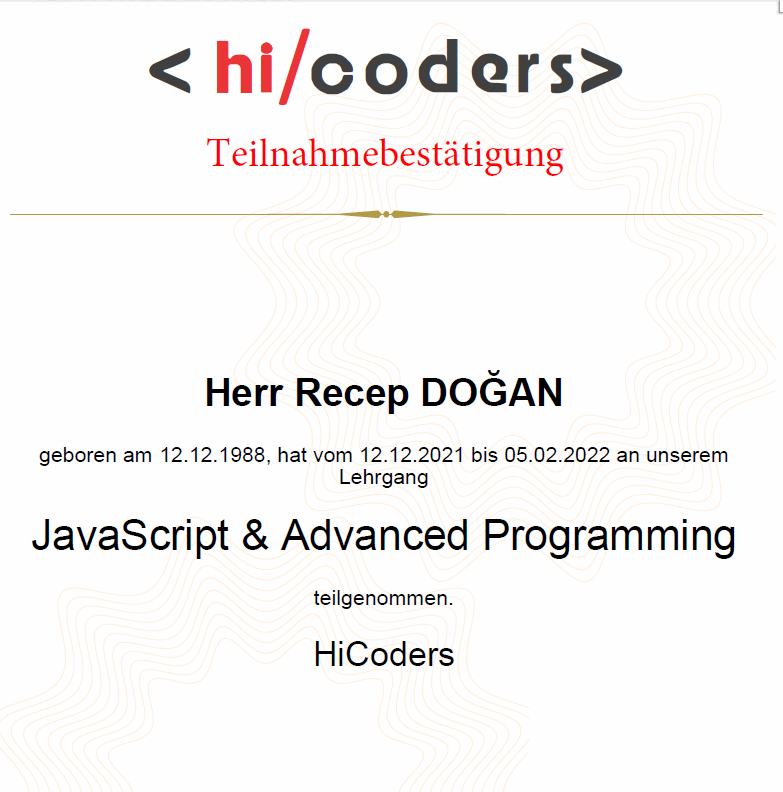 < hi/coders>
Teilnahmebestätigung
Herr Recep DOĞAN
geboren am 12.12.1988, hat vom 12.12.2021 bis 05.02.2022 an unserem
Lehrgang
JavaScript & Advanced Programming
teilgenommen.
HiCoders